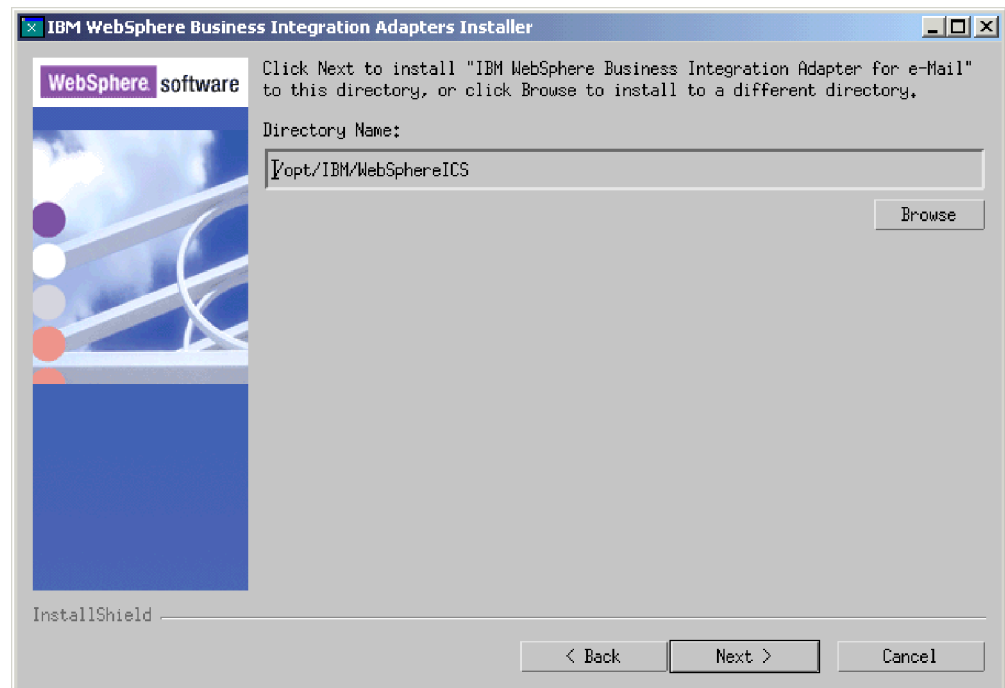 IBM WebSphere Business Integration Adapters Installer
WebSphere software
Click Next to install "IBM WebSphere Business Integration Adapter for e-Mail"
to this directory, or click Browse to install to a different directory.
Directory Name:
/opt/IBM/WebSphereICS
Browse
InstallShield
< Back
Next >
Cancel